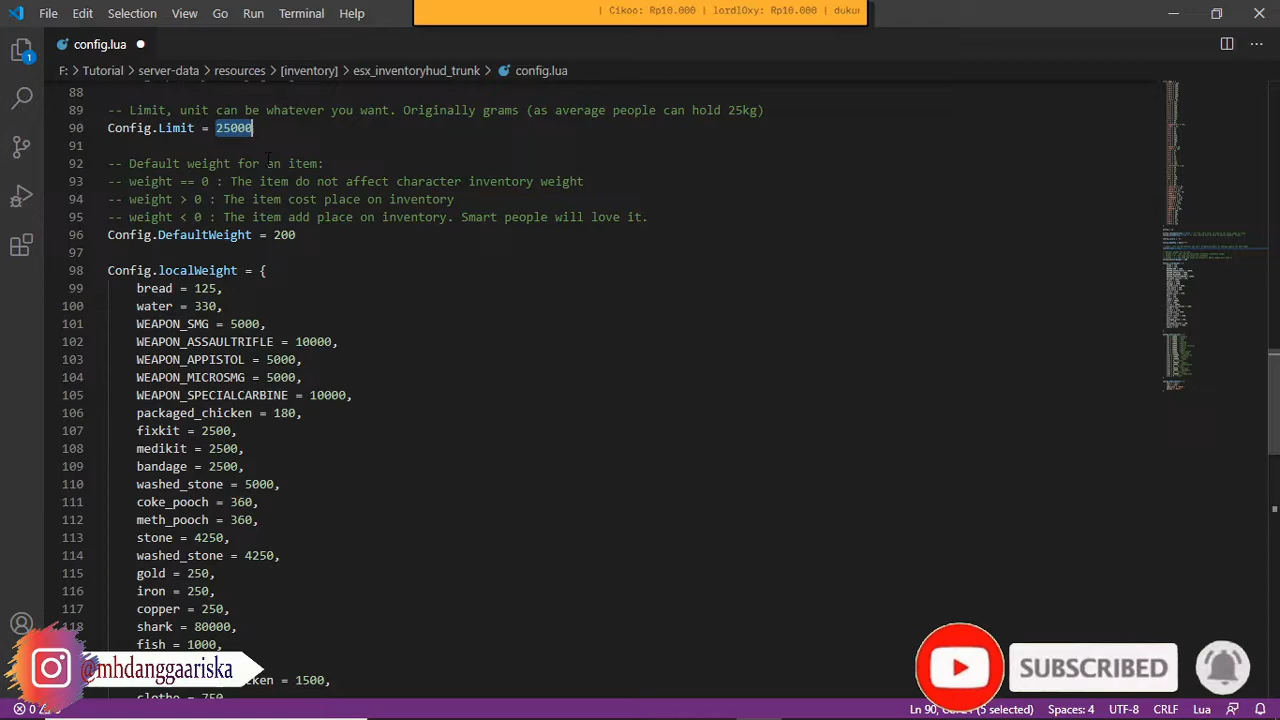 File Edit Selection View Go Run Terminal Help
| Cikoo: Rp10.000 | lordl0xy: Rp10.000 | duku
1
config.lua
F: > Tutorial > server-data > resources > [inventory] > esx_inventoryhud_trunk > config.lua
88
89 -- Limit, unit can be whatever you want. Originally grams (as average people can hold 25kg)
90 Config.Limit = 25000
91
92 -- Default weight for an item:
93 -- weight == 0 : The item do not affect character inventory weight
94 -- weight > 0 : The item cost place on inventory
95 -- weight < 0 : The item add place on inventory. Smart people will love it.
96 Config.DefaultWeight = 200
97
98 Config.localWeight = {
99 bread = 125,
100 water = 330,
101 WEAPON_SMG = 5000,
102 WEAPON_ASSAULTRIFLE = 10000,
103 WEAPON_APPISTOL = 5000,
104 WEAPON_MICROSMG = 5000,
105 WEAPON_SPECIALCARBINE = 10000,
106 packaged_chicken = 180,
107 fixkit = 2500,
108 medikit = 2500,
109 bandage = 2500,
110 washed_stone = 5000,
111 coke_pooch = 360,
112 meth_pooch = 360,
113 stone = 4250,
114 washed_stone = 4250,
115 gold = 250,
116 iron = 250,
117 copper = 250,
118 shark = 80000,
fish = 1000,
@mhdanggaariska
SUBSCRIBED
cken = 1500,
clothe = 750,
0
Ln 90, (5 selected) Spaces: 4 UTF-8 CRLF Lua